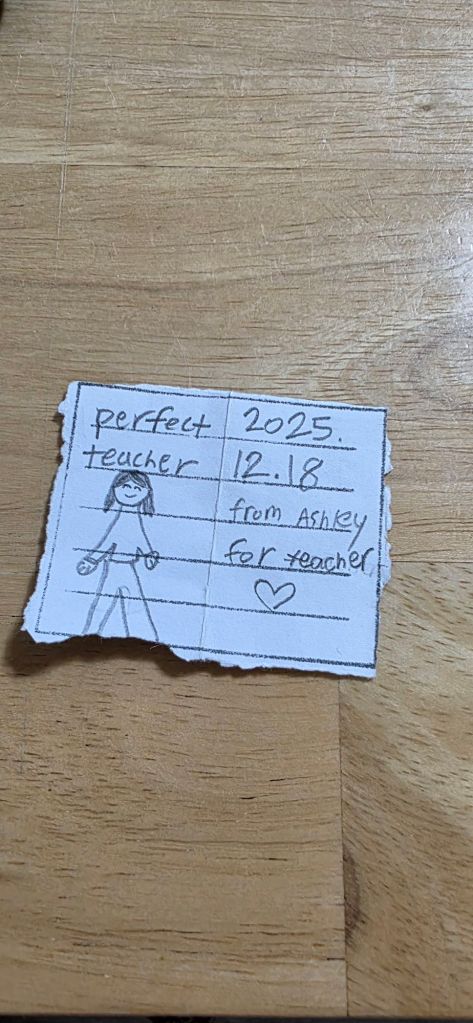 perfect
teacher
2025.
12.18
from Ashley
for teacher